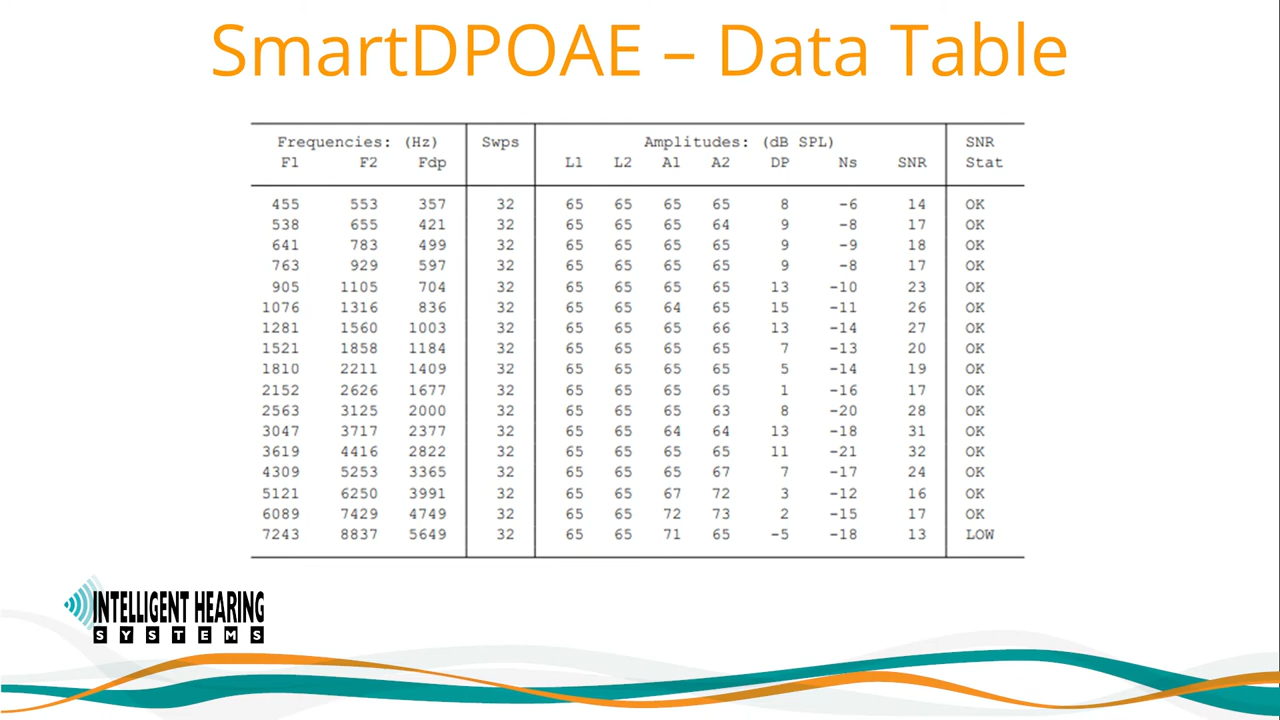 SmartDPOAE – Data Table
Frequencies: (Hz) Swps Amplitudes: (dB SPL) SNR
F1 F2 Fdp L1 L2 A1 A2 DP Ns SNR Stat
455 553 357 32 65 65 65 65 8 -6 14 OK
538 655 421 32 65 65 65 64 9 -8 17 OK
641 783 499 32 65 65 65 65 9 -9 18 OK
763 929 597 32 65 65 65 65 9 -8 17 OK
905 1105 704 32 65 65 65 65 13 -10 23 OK
1076 1316 836 32 65 65 64 65 15 -11 26 OK
1281 1560 1003 32 65 65 65 66 13 -14 27 OK
1521 1858 1184 32 65 65 65 65 7 -13 20 OK
1810 2211 1409 32 65 65 65 65 5 -14 19 OK
2152 2626 1677 32 65 65 65 65 1 -16 17 OK
2563 3125 2000 32 65 65 65 63 8 -20 28 OK
3047 3717 2377 32 65 65 64 64 13 -18 31 OK
3619 4416 2822 32 65 65 65 65 11 -21 32 OK
4309 5253 3365 32 65 65 65 67 7 -17 24 OK
5121 6250 3991 32 65 65 67 72 3 -12 16 OK
6089 7429 4749 32 65 65 72 73 2 -15 17 OK
7243 8837 5649 32 65 65 71 65 -5 -18 13 LOW
INTELLIGENT HEARING
SYSTEMS